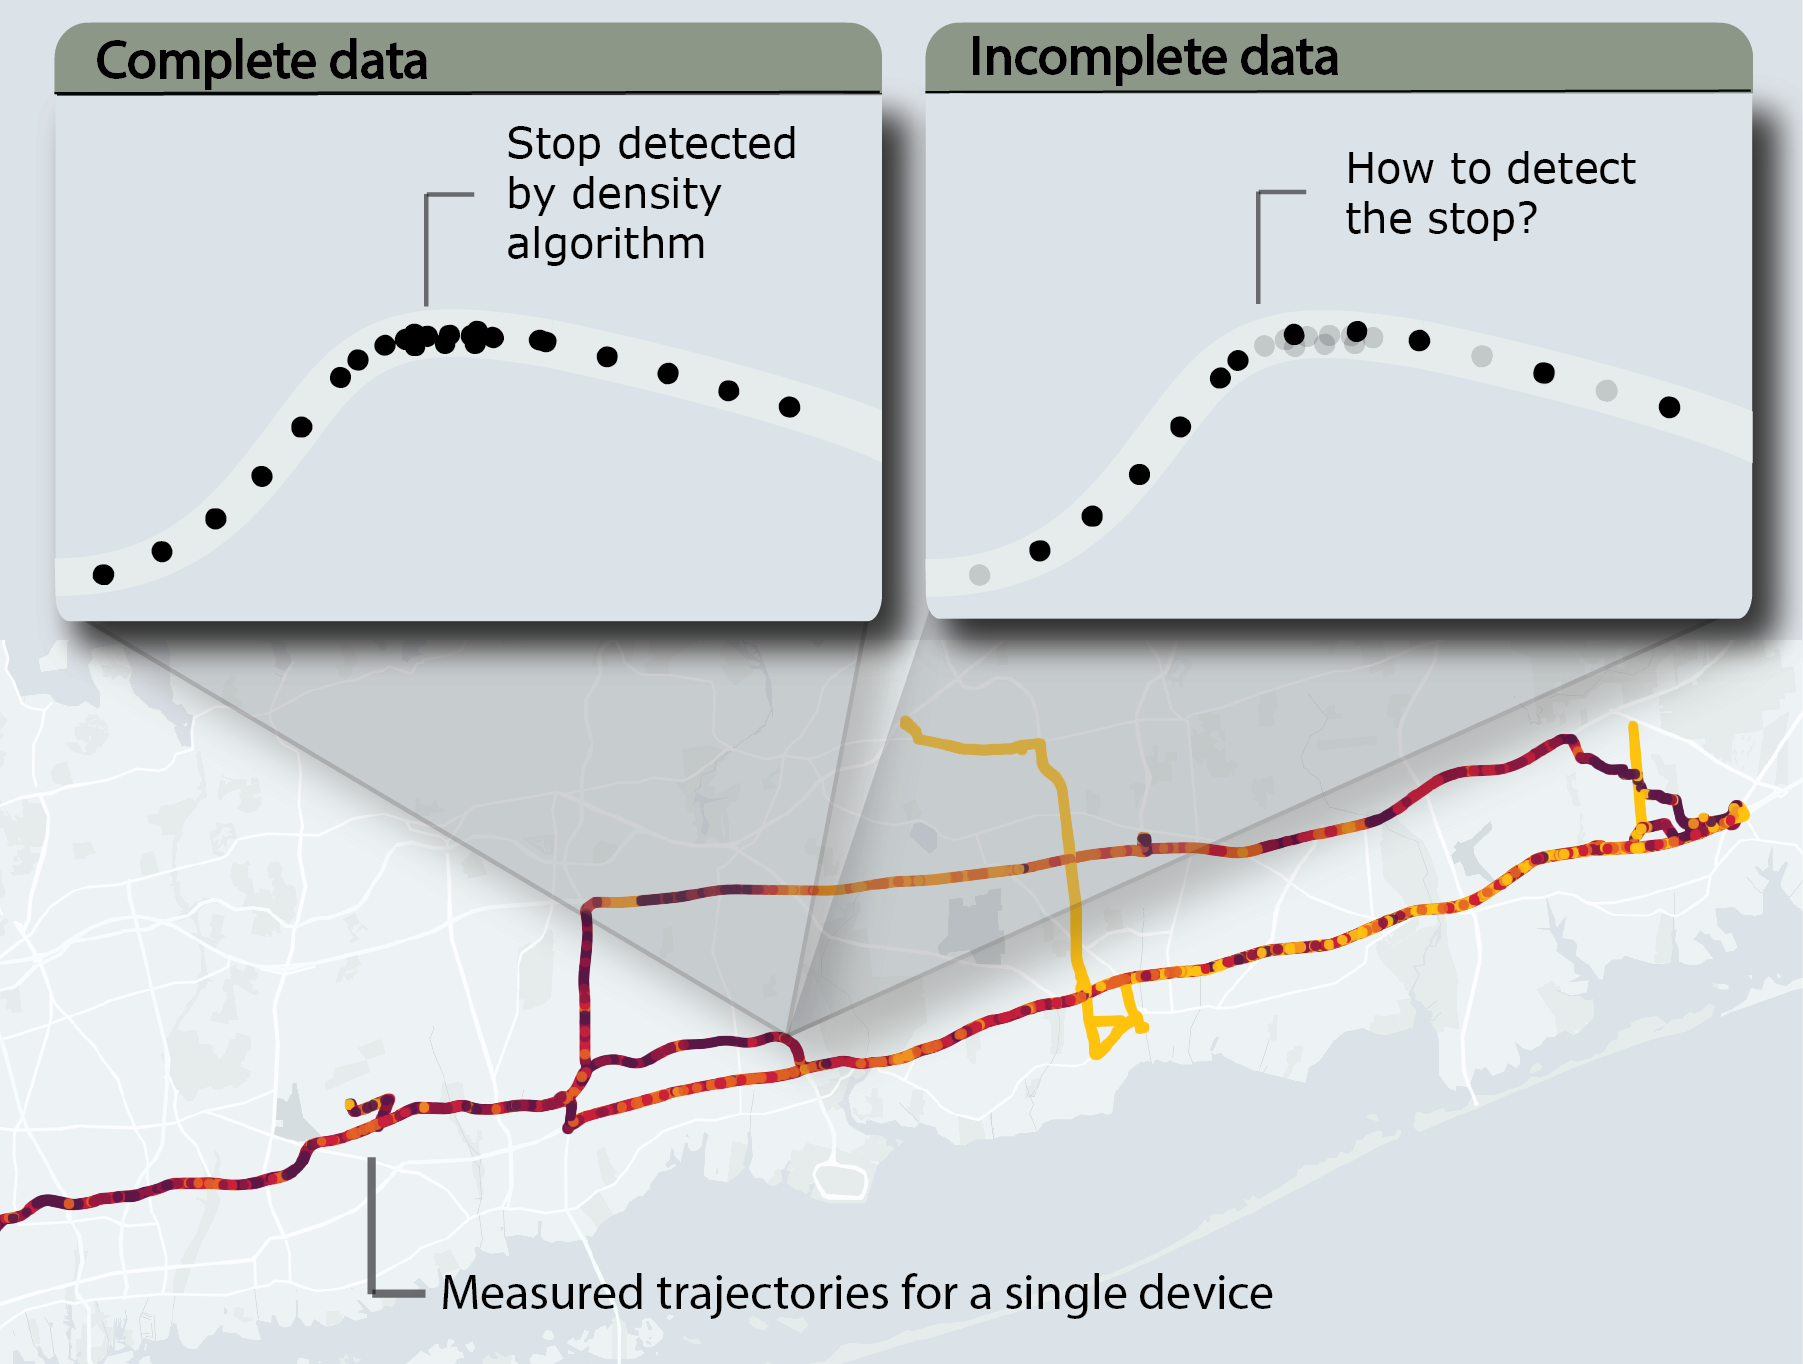 Complete data
Stop detected
by density
algorithm
Incomplete data
How to detect
the stop?
Measured trajectories for a single device